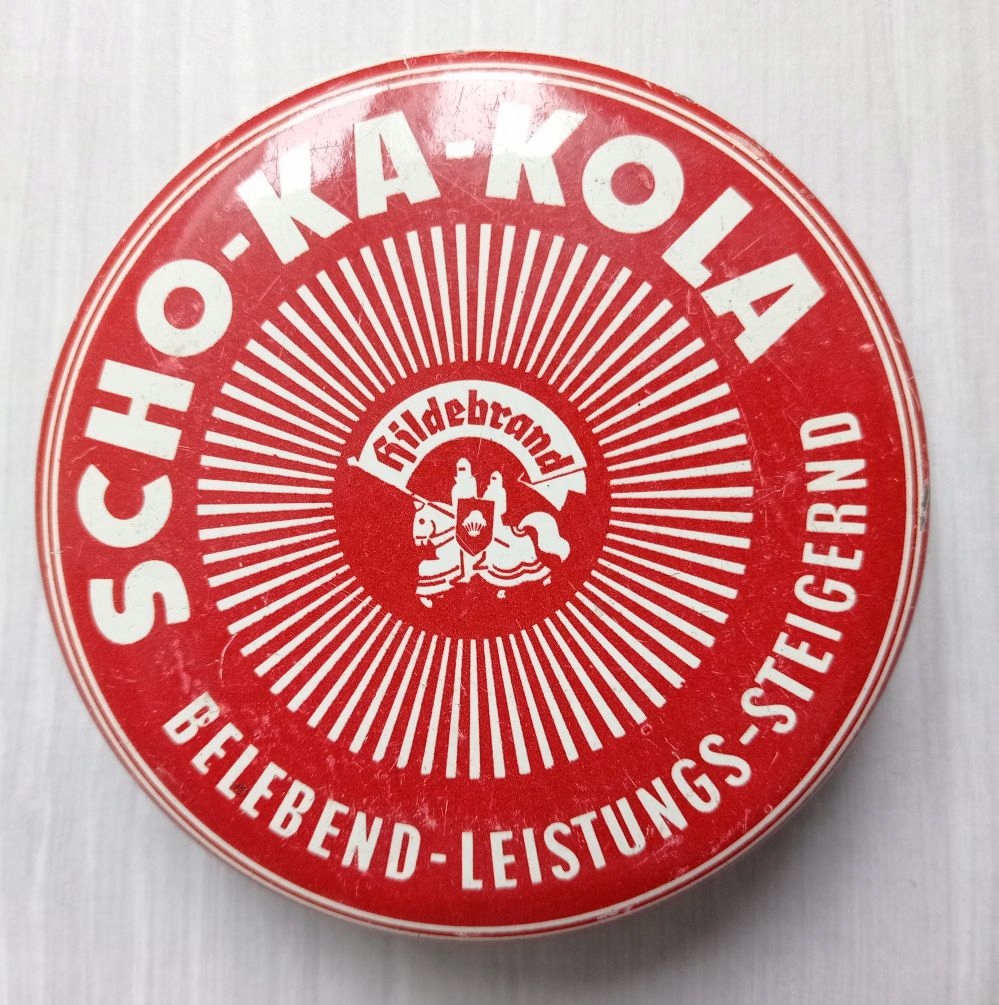 SCHO-KA-KOLA
Hildebrand
BELEBEND-LEISTUNGS-STEIGERND